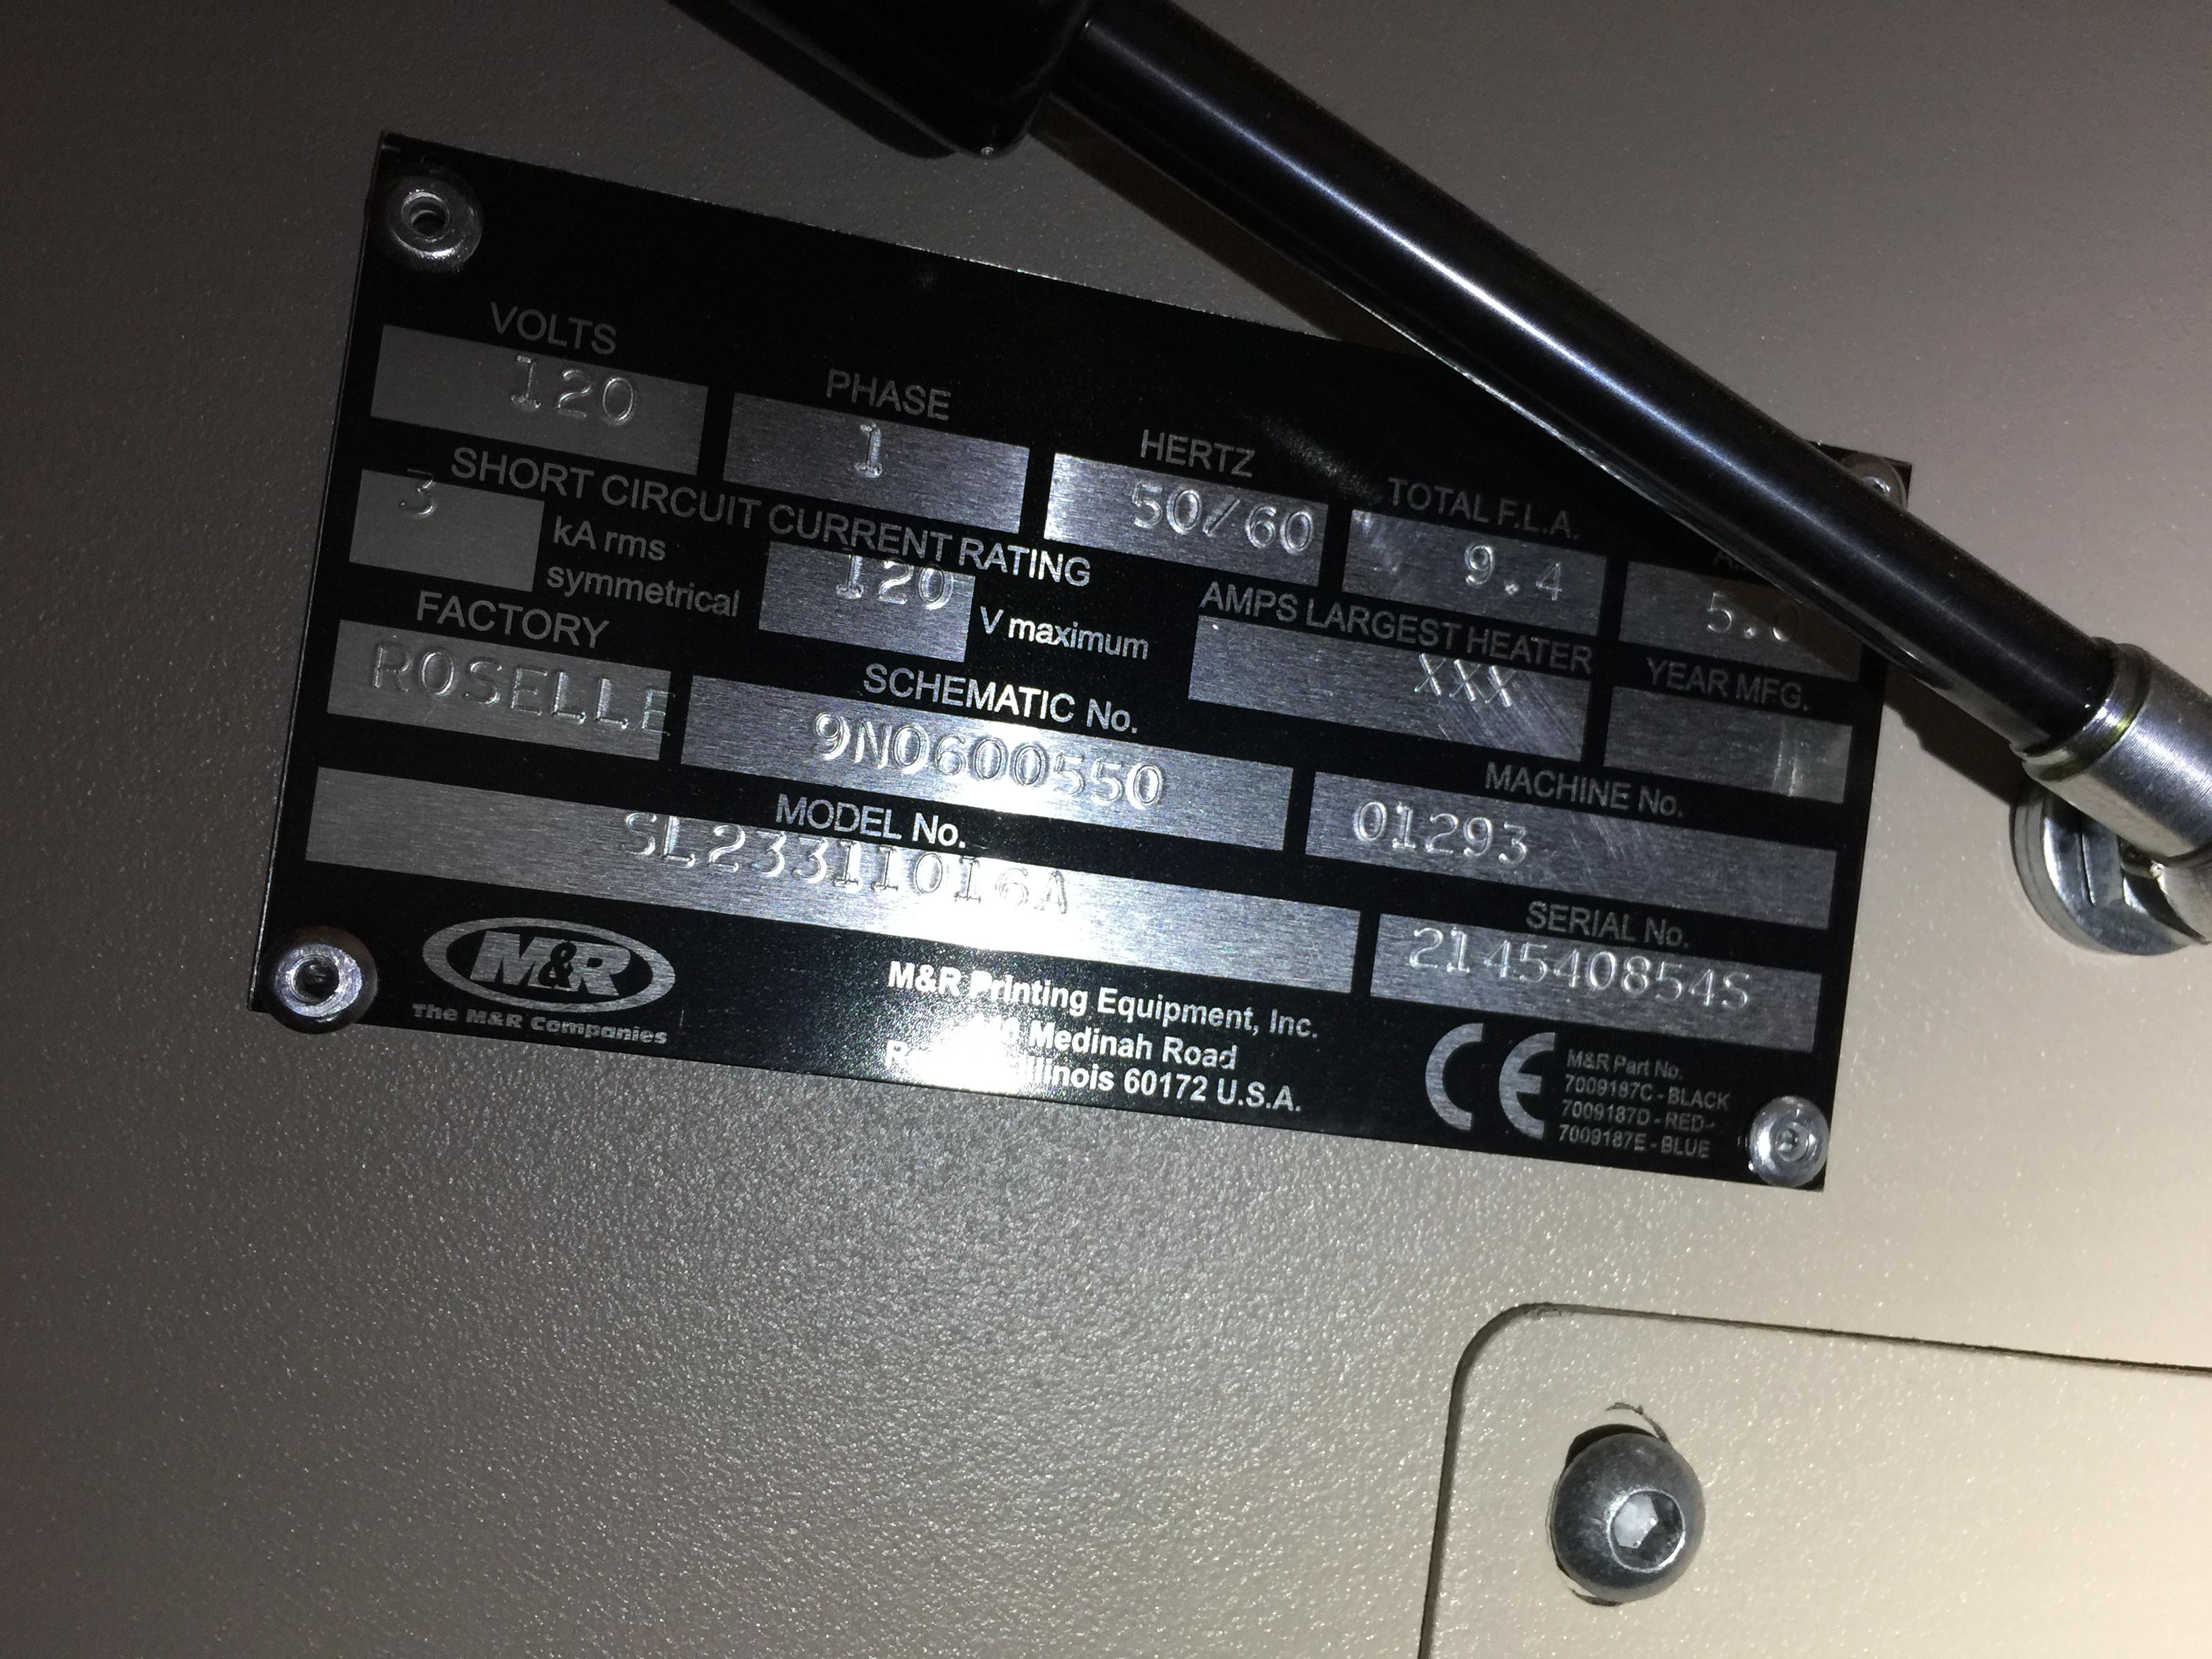 VOLTS
120
PHASE
1
HERTZ
50/60
TOTAL F.L.A.
9.4
5.0
SHORT CIRCUIT CURRENT RATING
3
kA rms
symmetrical
120
V maximum
AMPS LARGEST HEATER
XXX
YEAR MFG.
FACTORY
ROSELLE
SCHEMATIC No.
9N0600550
MACHINE No.
01293
MODEL No.
SL23311016A
SERIAL No.
214540854S
M&R
The M&R Companies
M&R Printing Equipment, Inc.
Medinah Road
Illinois 60172 U.S.A.
CE
M&R Part No.
7009187C - BLACK
7009187D - RED-
7009187E - BLUE